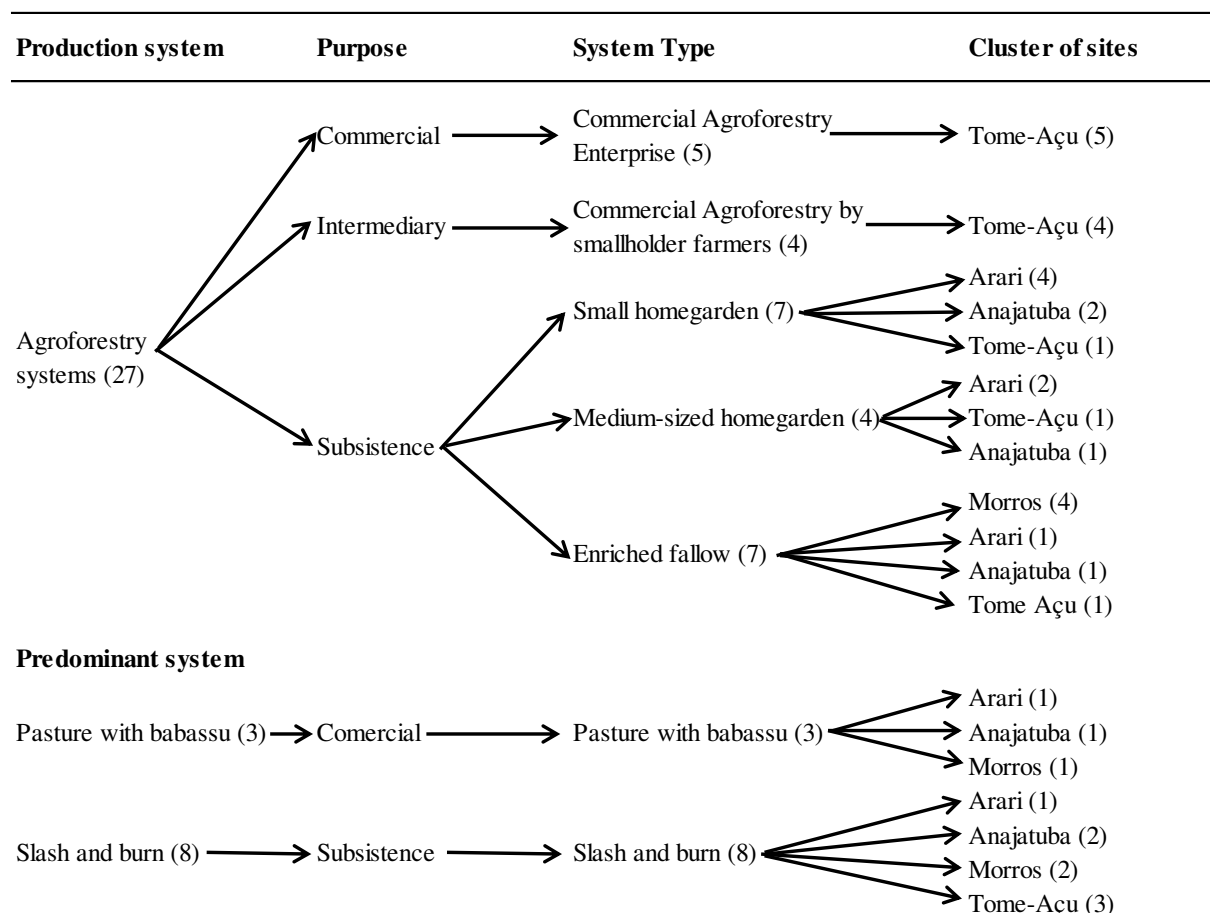 Production system Purpose System Type Cluster of sites
Commercial
Commercial Agroforestry
Enterprise (5)
Tome-Açu (5)
Intermediary
Commercial Agroforestry by
smallholder farmers (4)
Tome-Açu (4)
Agroforestry
systems (27)
Subsistence
Small homegarden (7)
Arari (4)
Anajatuba (2)
Tome-Açu (1)
Medium-sized homegarden (4)
Arari (2)
Tome-Açu (1)
Anajatuba (1)
Enriched fallow (7)
Morros (4)
Arari (1)
Anajatuba (1)
Tome Açu (1)
Predominant system
Pasture with babassu (3) Comercial Pasture with babassu (3)
Arari (1)
Anajatuba (1)
Morros (1)
Slash and burn (8) Subsistence Slash and burn (8)
Arari (1)
Anajatuba (2)
Morros (2)
Tome-Açu (3)